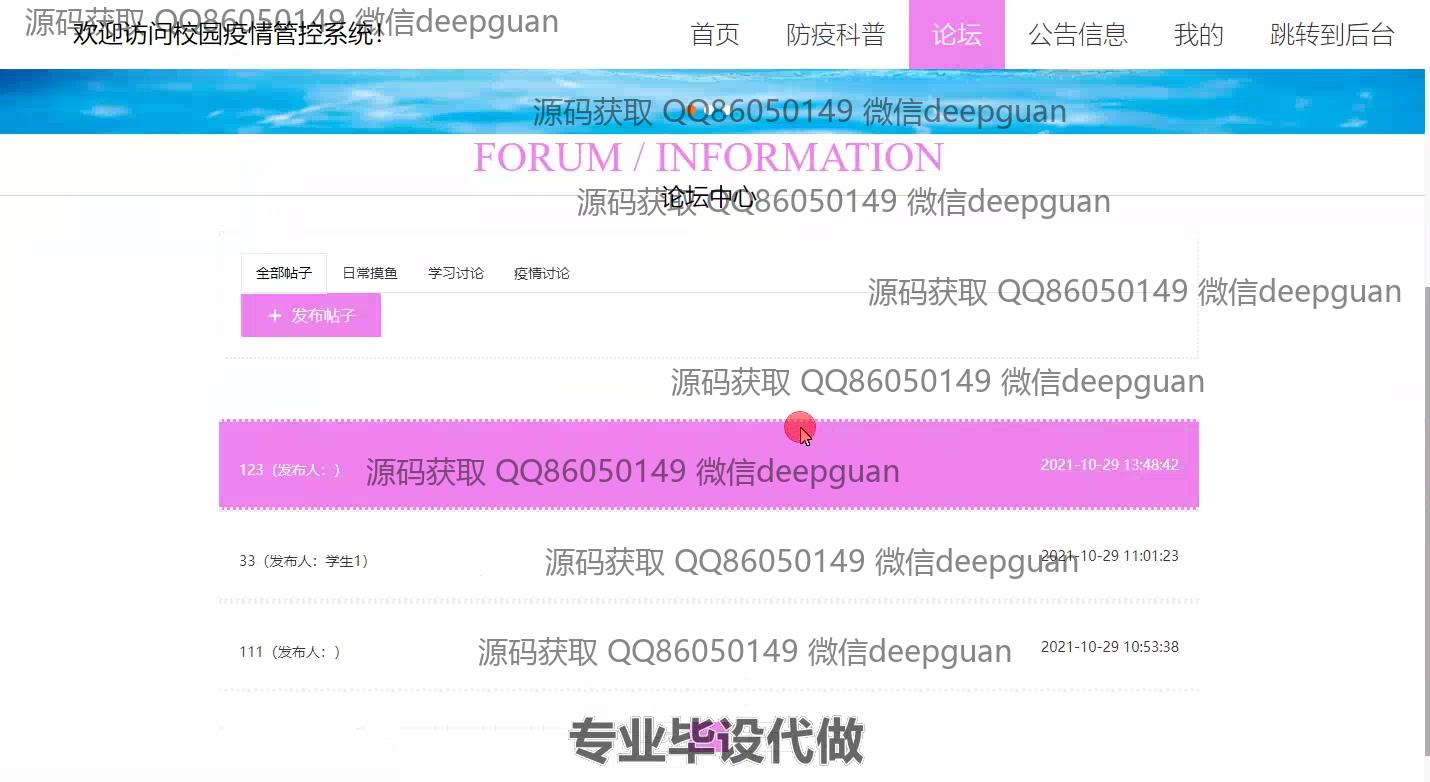 源码获取 QQ86050149 微信deepguan
欢迎访问校园疫情管控系统!
首页 防疫科普 论坛 公告信息 我的 跳转到后台
源码获取 QQ86050149 微信deepguan
FORUM / INFORMATION
论坛中心
源码获取 QQ86050149 微信deepguan
全部帖子 日常摸鱼 学习讨论 疫情讨论
源码获取 QQ86050149 微信deepguan
+ 发布帖子
源码获取 QQ86050149 微信deepguan
123（发布人：） 2021-10-29 13:48:42
源码获取 QQ86050149 微信deepguan
33（发布人：学生1） 2021-10-29 11:01:23
源码获取 QQ86050149 微信deepguan
111（发布人：） 2021-10-29 10:53:38
源码获取 QQ86050149 微信deepguan
专业毕设代做